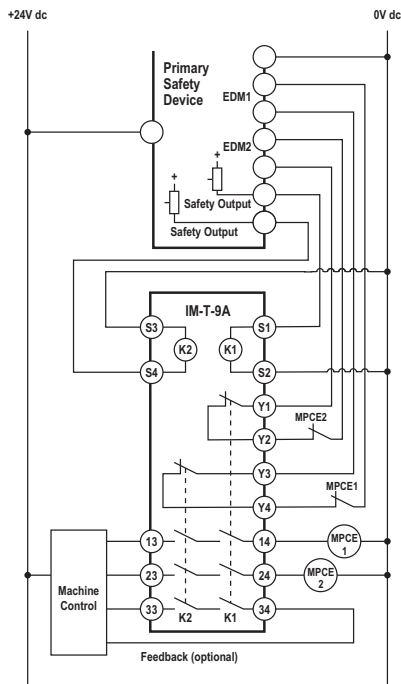 +24V dc
0V dc
Primary
Safety
Device
EDM1
EDM2
+
+
Safety Output
Safety Output
IM-T-9A
S3
S1
K2
K1
S4
S2
Y1
MPCE2
Y2
Y3
MPCE1
Y4
13
14
MPCE
1
23
24
MPCE
2
Machine
Control
33
K2
K1
34
Feedback (optional)